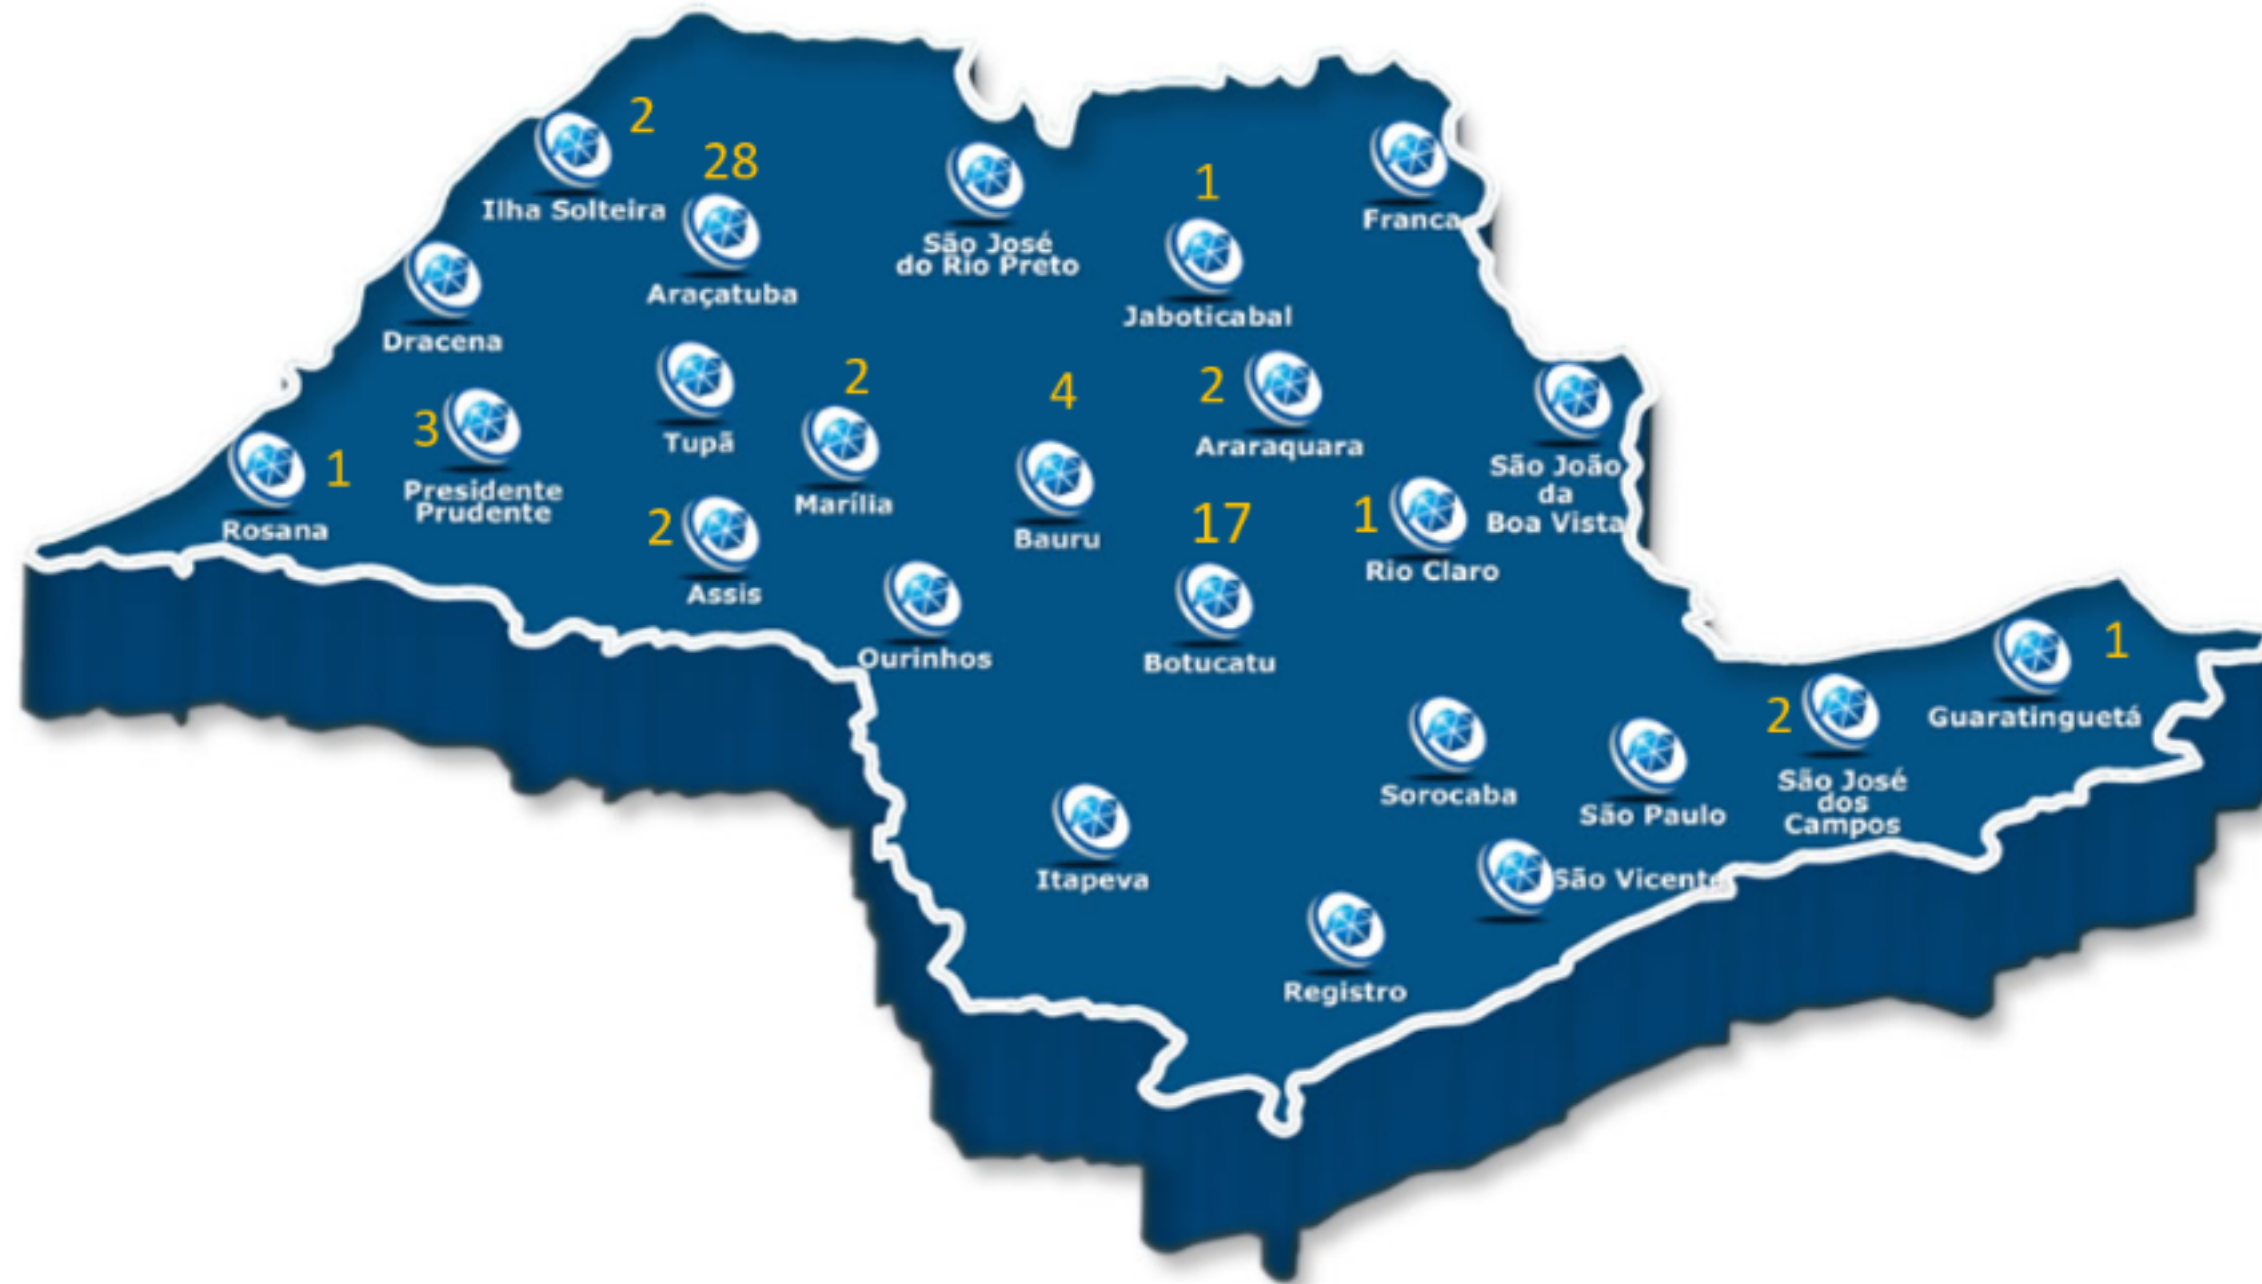 2
Ilha Solteira
28
Araçatuba
São José
do Rio Preto
1
Jaboticabal
Franca
Dracena
3
Presidente
Prudente
Tupã
2
Marília
4
Bauru
2
Araraquara
São João
da
Boa Vista
1
Rosana
2
Assis
Ourinhos
17
Botucatu
1
Rio Claro
1
Guaratinguetá
2
São José
dos
Campos
Sorocaba
São Paulo
Itapeva
São Vicente
Registro